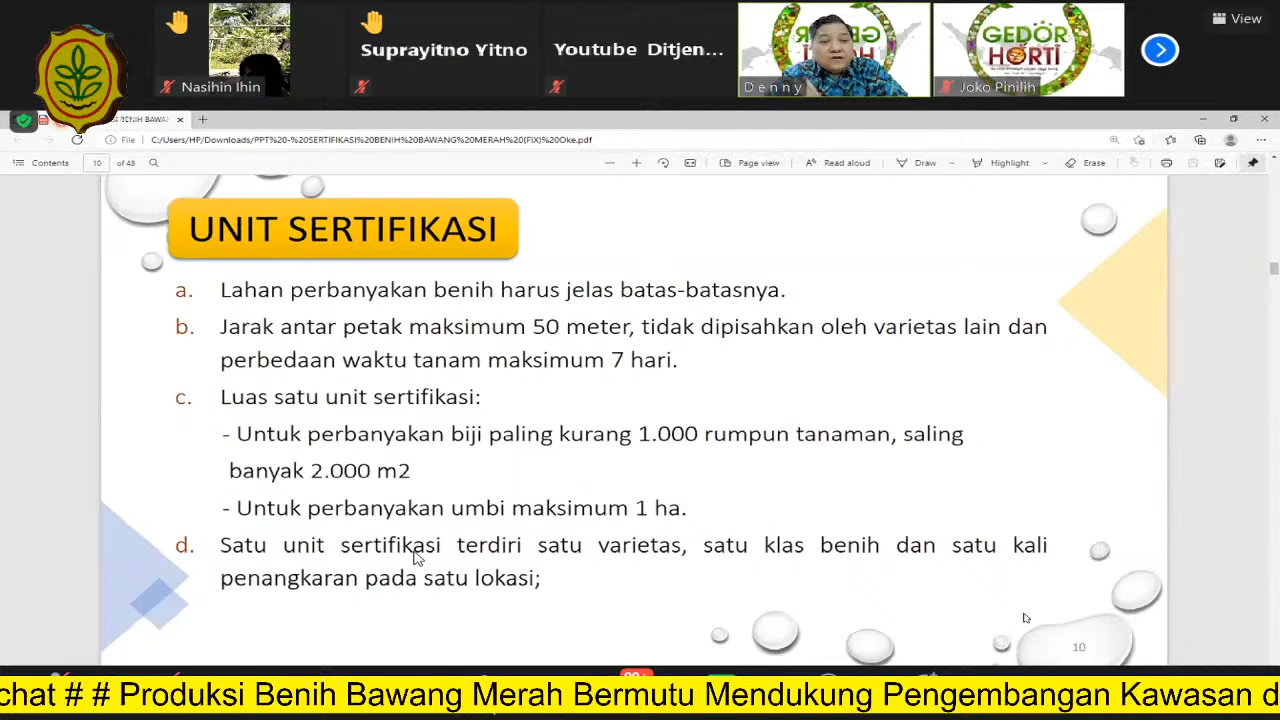 Suprayitno Yitno
Youtube Ditjen...
View
Nasihin Ihin
Denny
GEDOR
HORTI
Joko Pinilih
File
C:/Users/HP/Downloads/PPT%20-%20SERTIFIKASI%20BENIH%20BAWANG%20MERAH%20(FIX)%20Oke.pdf
Contents
10 of 48
Page view
Read aloud
Draw
Highlight
Erase
UNIT SERTIFIKASI
a. Lahan perbanyakan benih harus jelas batas-batasnya.
b. Jarak antar petak maksimum 50 meter, tidak dipisahkan oleh varietas lain dan
perbedaan waktu tanam maksimum 7 hari.
c. Luas satu unit sertifikasi:
- Untuk perbanyakan biji paling kurang 1.000 rumpun tanaman, saling
banyak 2.000 m2
- Untuk perbanyakan umbi maksimum 1 ha.
d. Satu unit sertifikasi terdiri satu varietas, satu klas benih dan satu kali
penangkaran pada satu lokasi;
10
chat # # Produksi Benih Bawang Merah Bermutu Mendukung Pengembangan Kawasan d